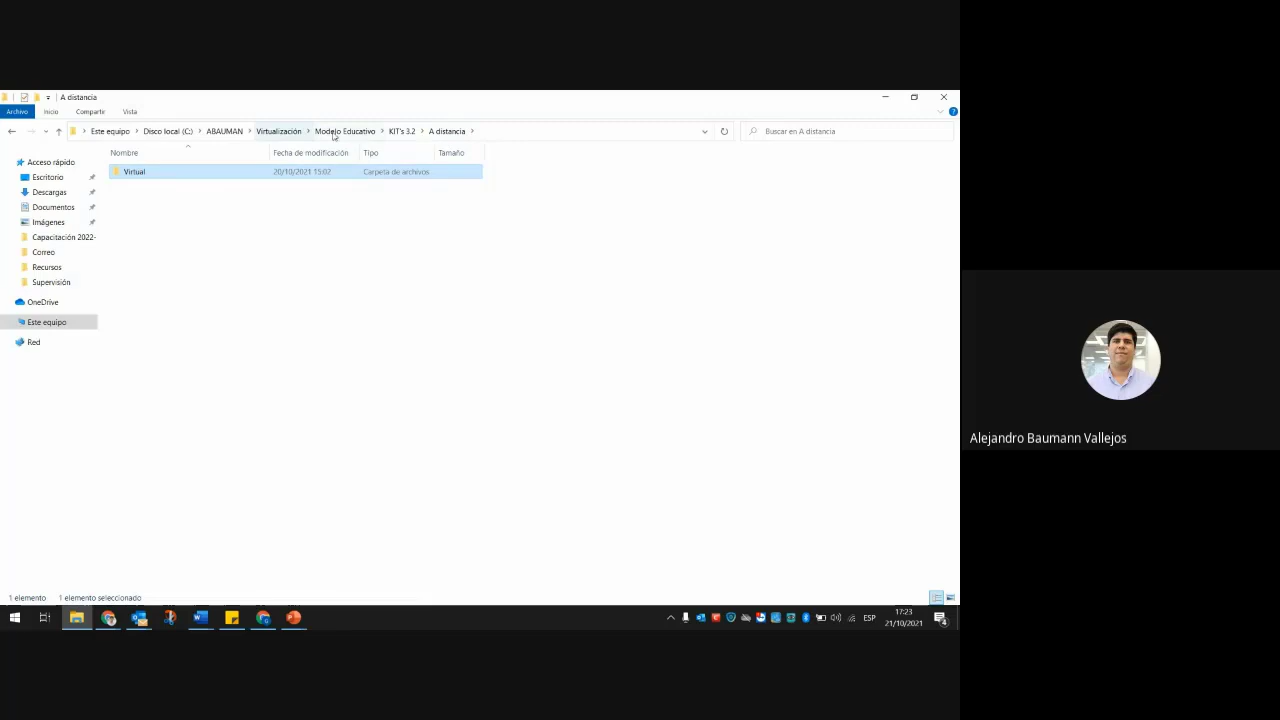 A distancia
Archivo Inicio Compartir Vista
Este equipo > Disco local (C:) > ABAUMAN > Virtualización > Modelo Educativo > KIT's 3.2 > A distancia >
Buscar en A distancia
Nombre Fecha de modificación Tipo Tamaño
Virtual 20/10/2021 15:02 Carpeta de archivos
Acceso rápido
Escritorio
Descargas
Documentos
Imágenes
Capacitación 2022-
Correo
Recursos
Supervisión
OneDrive
Este equipo
Red
Alejandro Baumann Vallejos
1 elemento 1 elemento seleccionado
ESP
17:23
21/10/2021
4